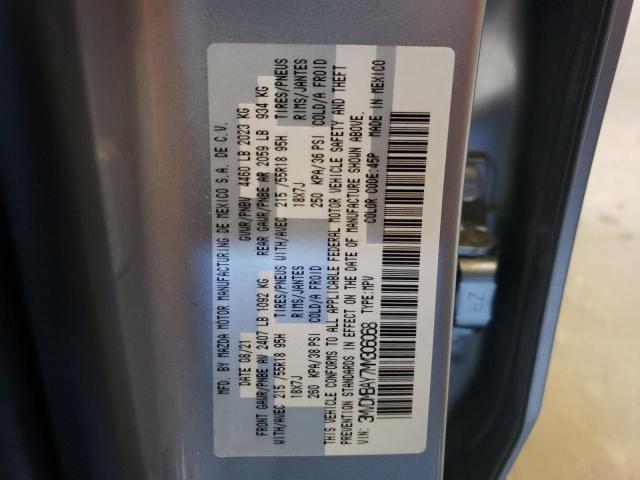 MFD. BY MAZDA MOTOR MANUFACTURING DE MEXICO S.A. DE C.V.
DATE 08/21 GVWR/PNBV 4460 LB 2023 KG
FRONT GAWR/PNBE AV 2407 LB 1092 KG REAR GAWR/PNBE AR 2059 LB 934 KG
WITH/AVEC 215 /55R18 95H TIRES/PNEUS WITH/AVEC 215 /55R18 95H TIRES/PNEUS
18X7J RIMS/JANTES 18X7J RIMS/JANTES
260 KPA/38 PSI COLD/A FROID 250 KPA/36 PSI COLD/A FROID
THIS VEHICLE CONFORMS TO ALL APPLICABLE FEDERAL MOTOR VEHICLE SAFETY AND THEFT
PREVENTION STANDARDS IN EFFECT ON THE DATE OF MANUFACTURE SHOWN ABOVE.
VIN: 3MVDMBAY7MM306068 TYPE:MPV COLOR CODE:45P MADE IN MEXICO
ZR